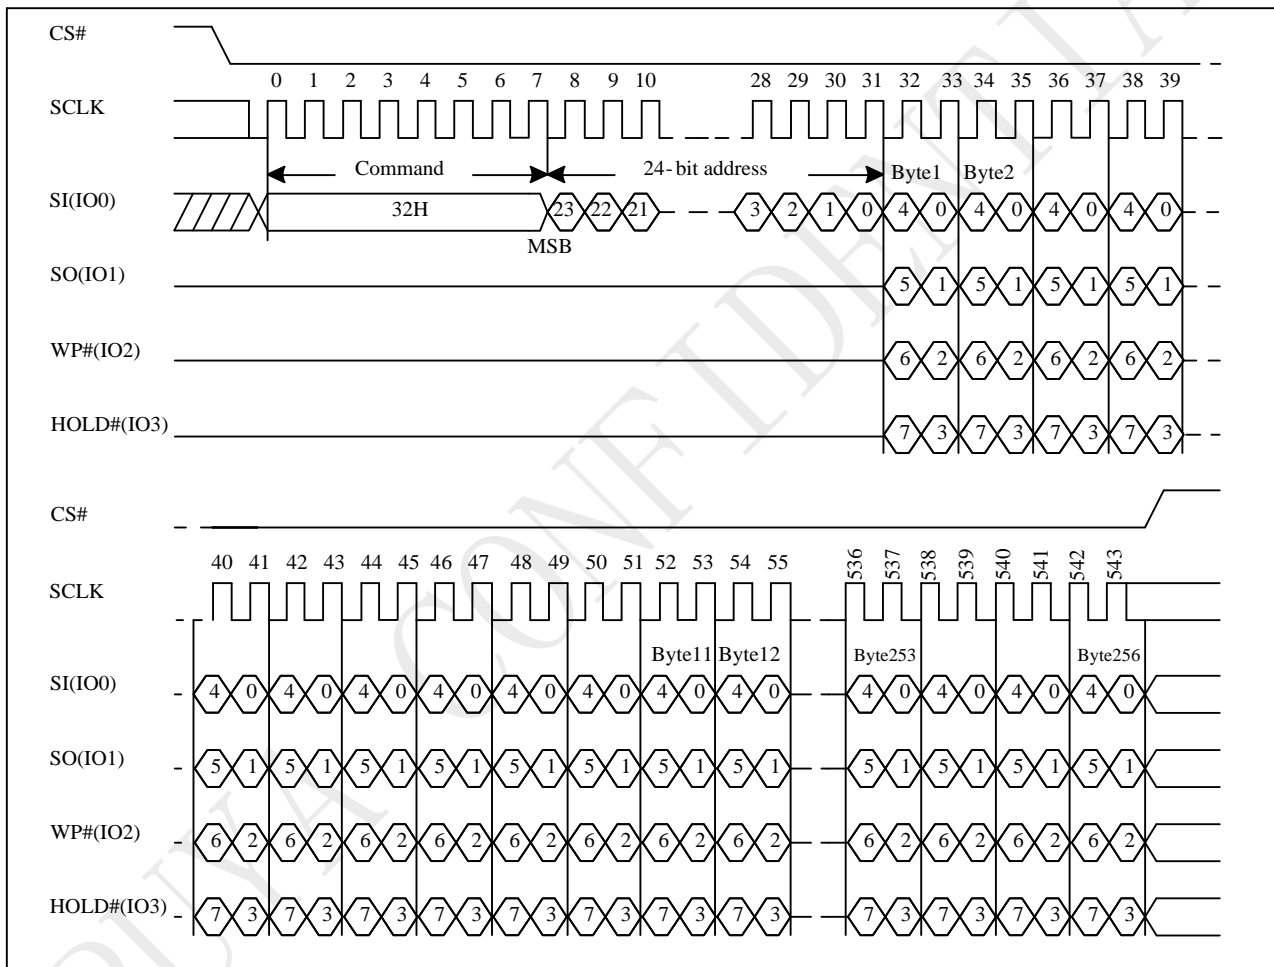 CS#
0 1 2 3 4 5 6 7 8 9 10 28 29 30 31 32 33 34 35 36 37 38 39
SCLK
Command 24-bit address Byte1 Byte2
SI(IO0) 32H 23 22 21 3 2 1 0 4 0 4 0 4 0 4 0
MSB
SO(IO1) 5 1 5 1 5 1 5 1
WP#(IO2) 6 2 6 2 6 2 6 2
HOLD#(IO3) 7 3 7 3 7 3 7 3
CS#
40 41 42 43 44 45 46 47 48 49 50 51 52 53 54 55 536 537 538 539 540 541 542 543
SCLK
Byte11 Byte12 Byte253 Byte256
SI(IO0) 4 0 4 0 4 0 4 0 4 0 4 0 4 0 4 0 4 0 4 0 4 0 4 0
SO(IO1) 5 1 5 1 5 1 5 1 5 1 5 1 5 1 5 1 5 1 5 1 5 1 5 1
WP#(IO2) 6 2 6 2 6 2 6 2 6 2 6 2 6 2 6 2 6 2 6 2 6 2 6 2
HOLD#(IO3) 7 3 7 3 7 3 7 3 7 3 7 3 7 3 7 3 7 3 7 3 7 3 7 3
PUYA CONFIDENTIA